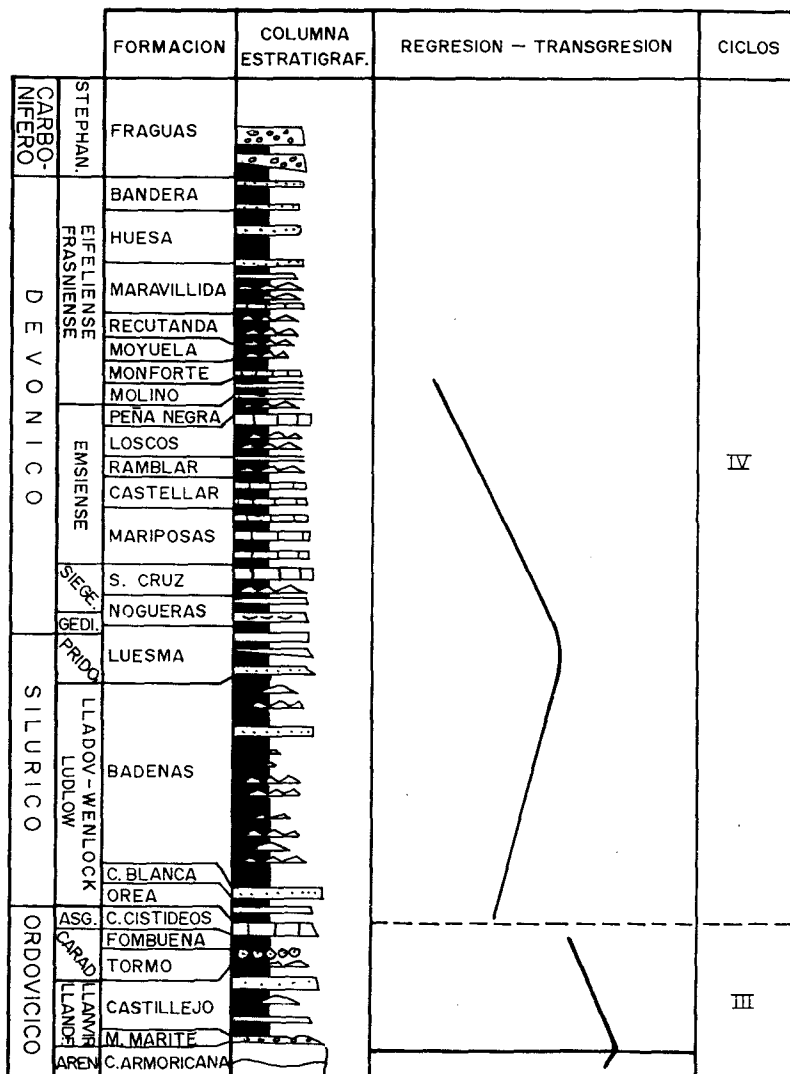 FORMACION
COLUMNA
ESTRATIGRAF.
REGRESION — TRANSGRESION
CICLOS
CARBO-
NIFERO
STEPHAN.
FRAGUAS
DEVONICO
EIFELIENSE
FRASNIENSE
BANDERA
HUESA
MARAVILLIDA
RECUTANDA
MOYUELA
MONFORTE
MOLINO
EMSIENSE
PEÑA NEGRA
LOSCOS
RAMBLAR
CASTELLAR
MARIPOSAS
IV
SIEGE.
S. CRUZ
NOGUERAS
GEDI.
SILURICO
PRIDO.
LUESMA
LLADOV-WENLOCK
LUDLOW
BADENAS
C. BLANCA
OREA
ORDOVICICO
ASG.
C. CISTIDEOS
CARAD.
FOMBUENA
TORMO
LLANVIR
LLANDE.
CASTILLEJO
III
M. MARITE
AREN.
C. ARMORICANA